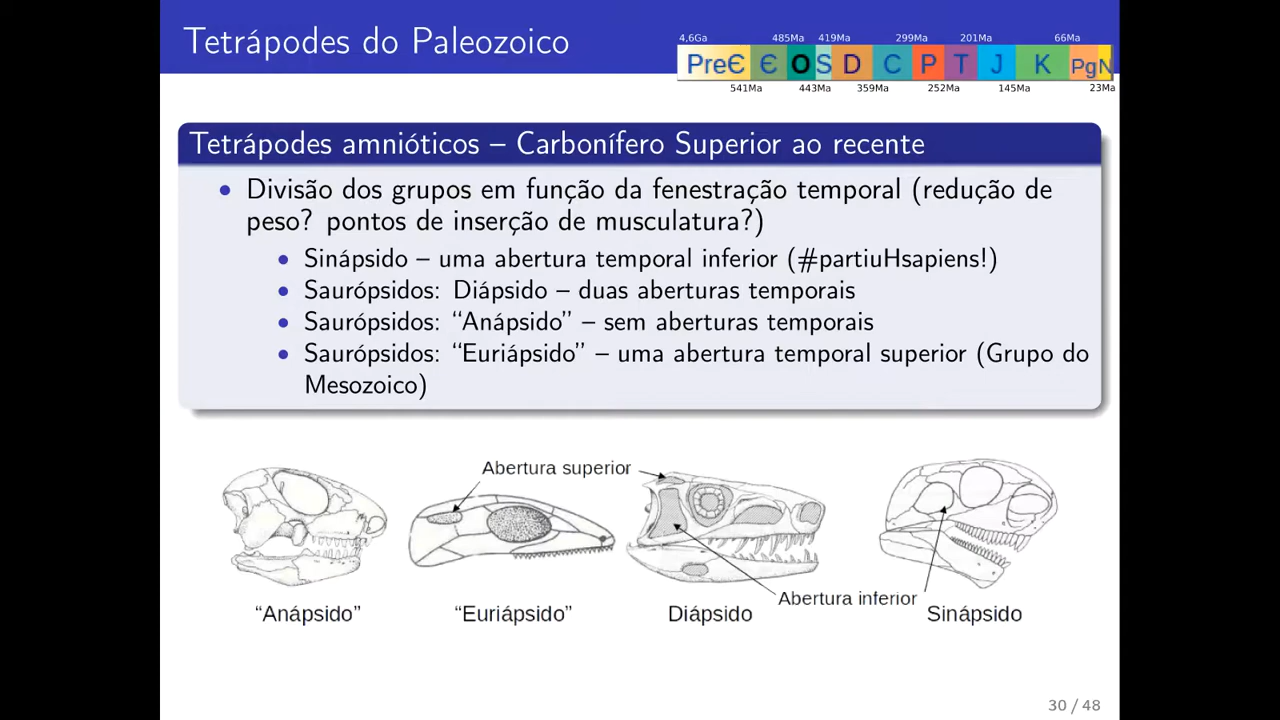 Tetrápodes do Paleozoico
4,6Ga 485Ma 419Ma 299Ma 201Ma 66Ma
PreЄ Є O S D C P T J K Pg N
541Ma 443Ma 359Ma 252Ma 145Ma 23Ma
Tetrápodes amnióticos – Carbonífero Superior ao recente
• Divisão dos grupos em função da fenestração temporal (redução de
peso? pontos de inserção de musculatura?)
• Sinápsido – uma abertura temporal inferior (#partiuHsapiens!)
• Saurópsidos: Diápsido – duas aberturas temporais
• Saurópsidos: “Anápsido” – sem aberturas temporais
• Saurópsidos: “Euriápsido” – uma abertura temporal superior (Grupo do
Mesozoico)
Abertura superior
Abertura inferior
“Anápsido” “Euriápsido” Diápsido Sinápsido
30 / 48